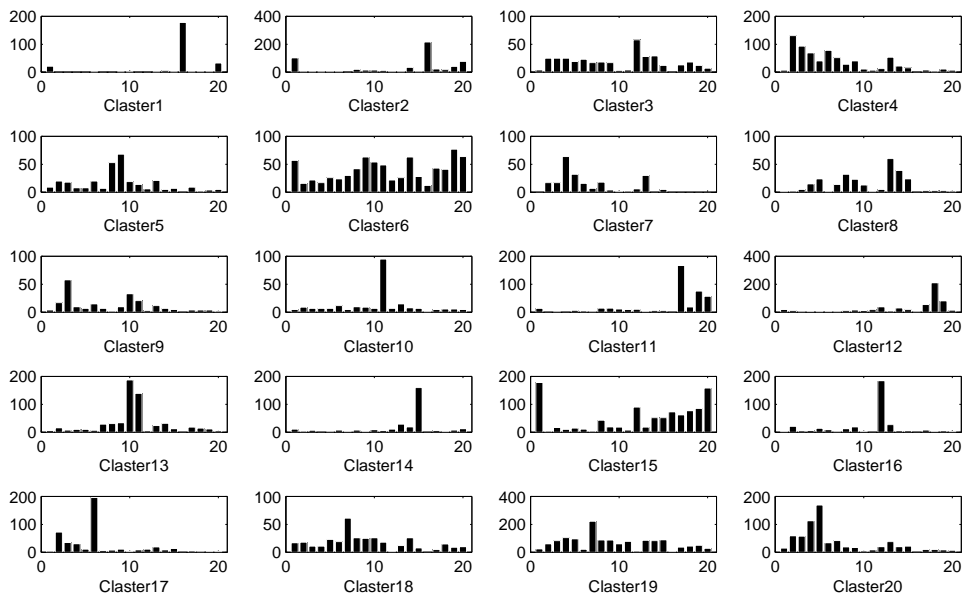 200 400 100 200
100 200 50 100
0 0 0 0
0 10 20 0 10 20 0 10 20 0 10 20
Claster1 Claster2 Claster3 Claster4
100 100 100 100
50 50 50 50
0 0 0 0
0 10 20 0 10 20 0 10 20 0 10 20
Claster5 Claster6 Claster7 Claster8
100 100 200 400
50 50 100 200
0 0 0 0
0 10 20 0 10 20 0 10 20 0 10 20
Claster9 Claster10 Claster11 Claster12
200 200 200 200
100 100 100 100
0 0 0 0
0 10 20 0 10 20 0 10 20 0 10 20
Claster13 Claster14 Claster15 Claster16
200 100 400 200
100 50 200 100
0 0 0 0
0 10 20 0 10 20 0 10 20 0 10 20
Claster17 Claster18 Claster19 Claster20